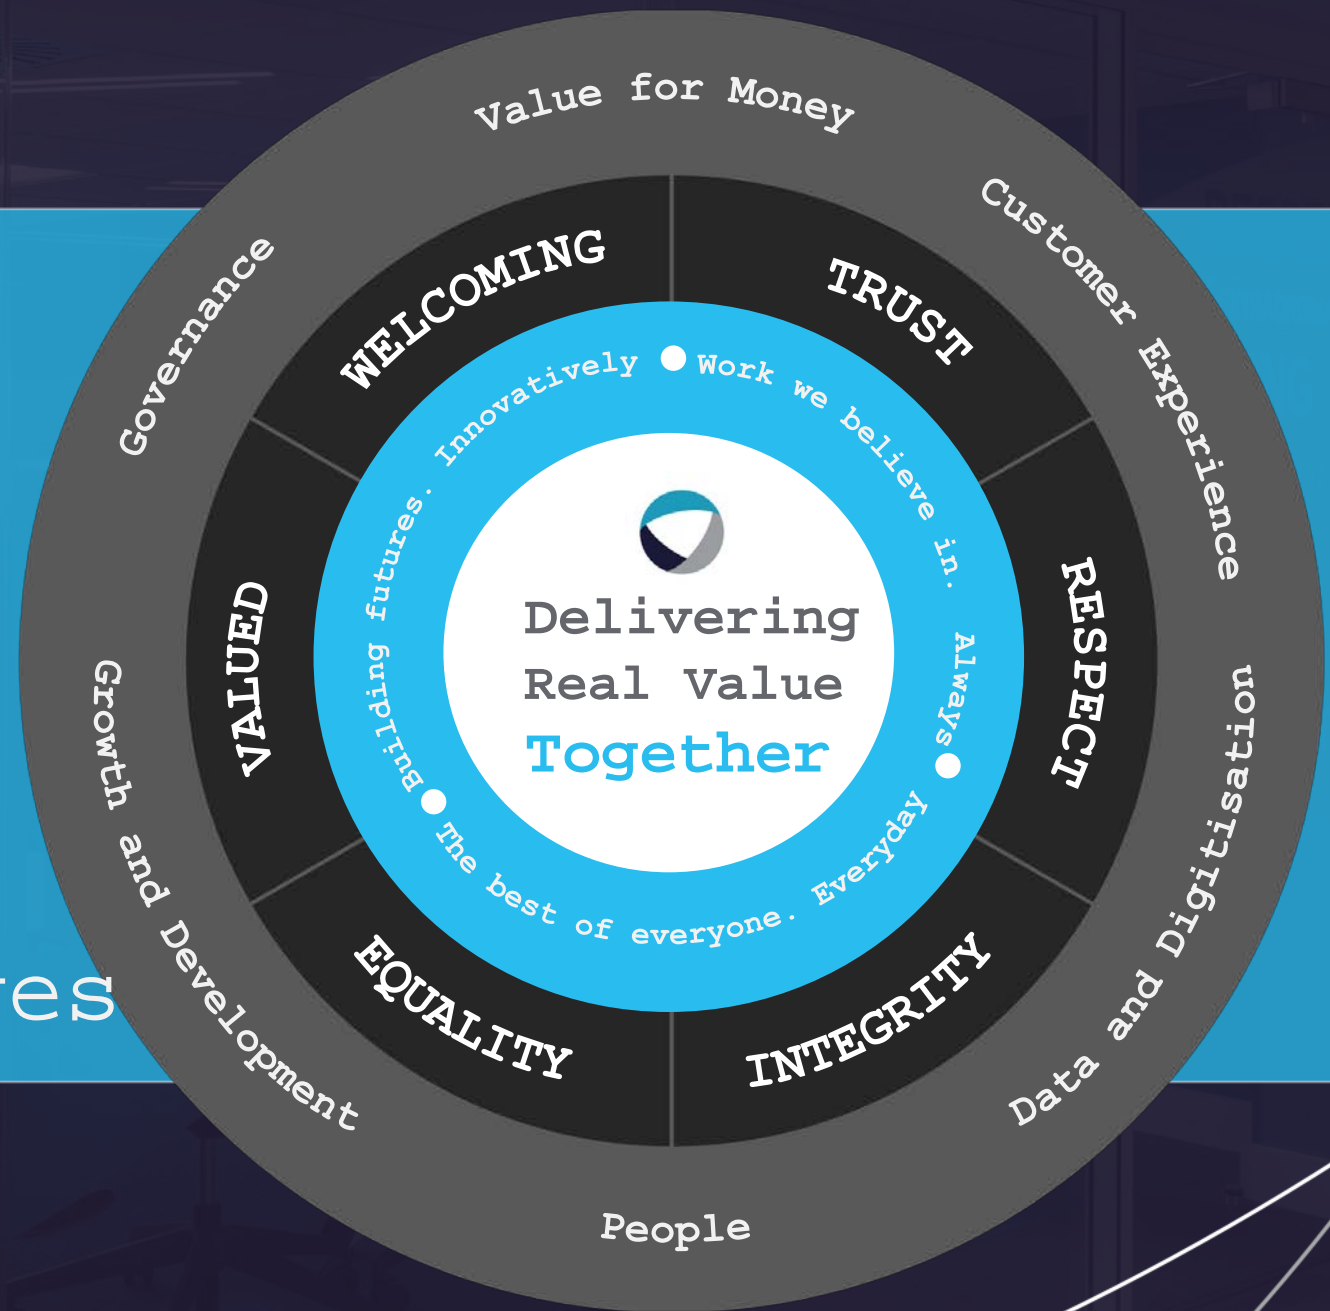 Value for Money
Customer Experience
Data and Digitisation
People
Growth and Development
Governance
WELCOMING
TRUST
RESPECT
INTEGRITY
EQUALITY
VALUED
Work we believe in. Always
The best of everyone. Everyday
Building futures. Innovatively
Delivering
Real Value
Together